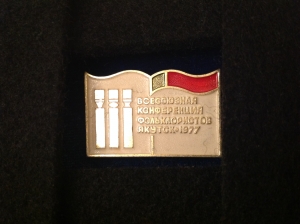 ВСЕСОЮЗНАЯ
КОНФЕРЕНЦИЯ
ФОЛЬКЛОРИСТОВ
ЯКУТСК-1977